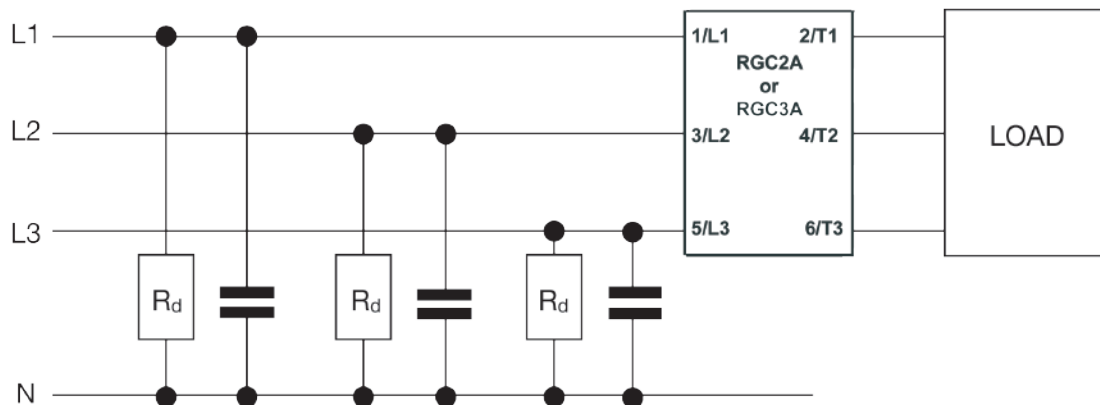 L1
1/L1 2/T1
RGC2A
or
RGC3A
L2
3/L2 4/T2
LOAD
L3
5/L3 6/T3
Rd Rd Rd
N